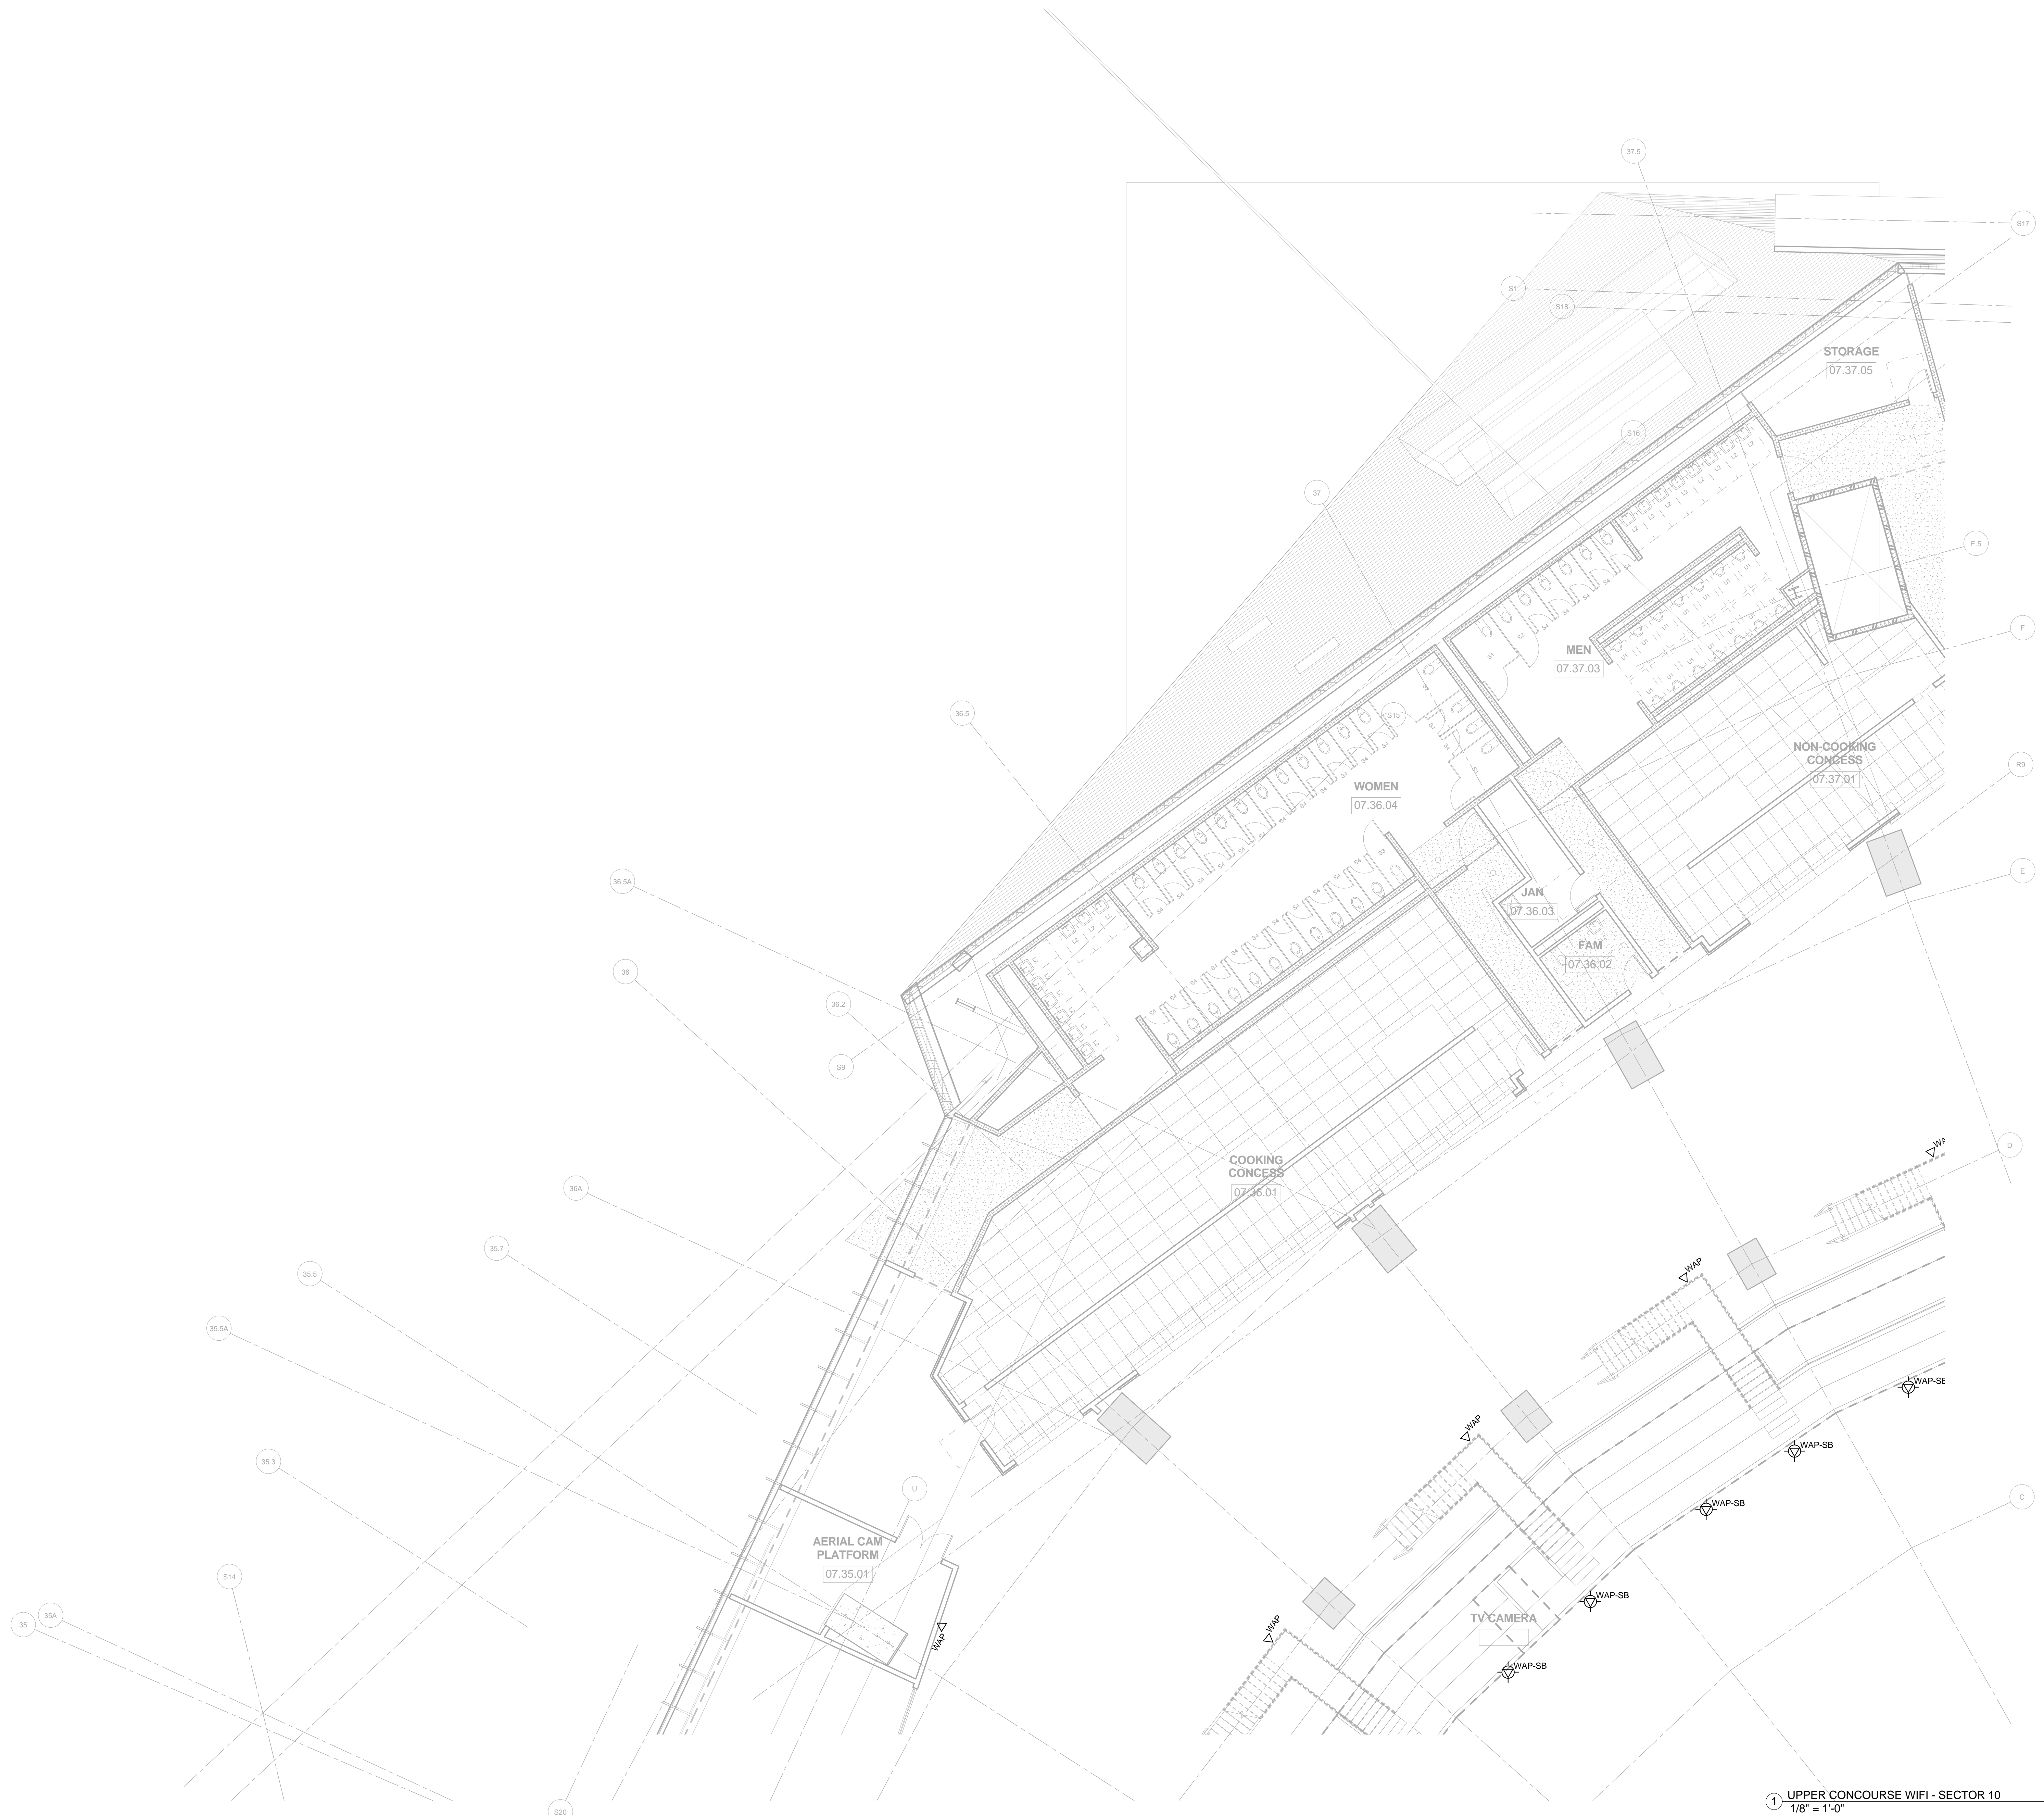 37.5
S17
S1
S18
STORAGE
07.37.05
S16
37
F.5
F
MEN
07.37.03
36.5
S15
NON-COOKING
CONCESS
07.37.01
R9
WOMEN
07.36.04
36.5A
E
JAN
07.36.03
FAM
07.36.02
36
36.2
S9
D
WAP
COOKING
CONCESS
07.36.01
36A
35.7
35.5
WAP
35.5A
WAP-SB
WAP
WAP-SB
35.3
U
C
WAP-SB
AERIAL CAM
PLATFORM
07.35.01
S14
WAP-SB
35
35A
TV CAMERA
WAP
WAP
WAP-SB
1
UPPER CONCOURSE WIFI - SECTOR 10
1/8" = 1'-0"
S20